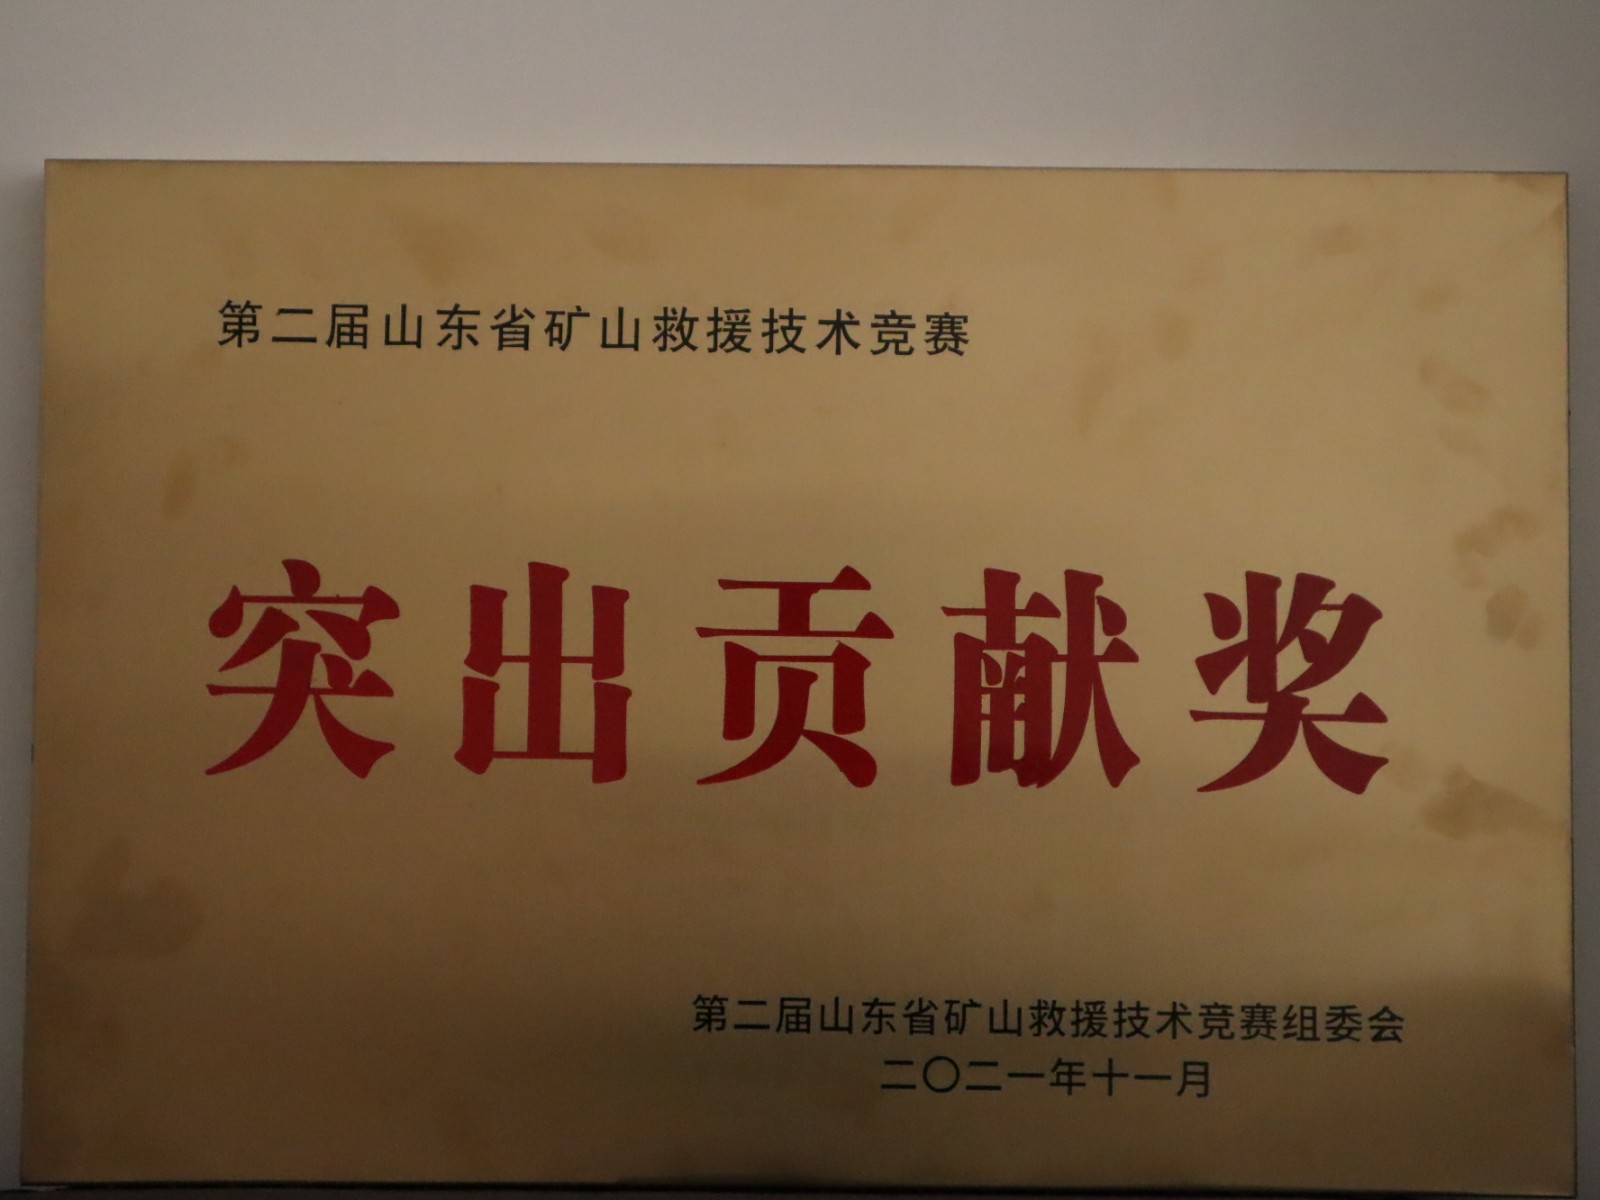 第二届山东省矿山救援技术竞赛
突出贡献奖
第二届山东省矿山救援技术竞赛组委会
二〇二一年十一月